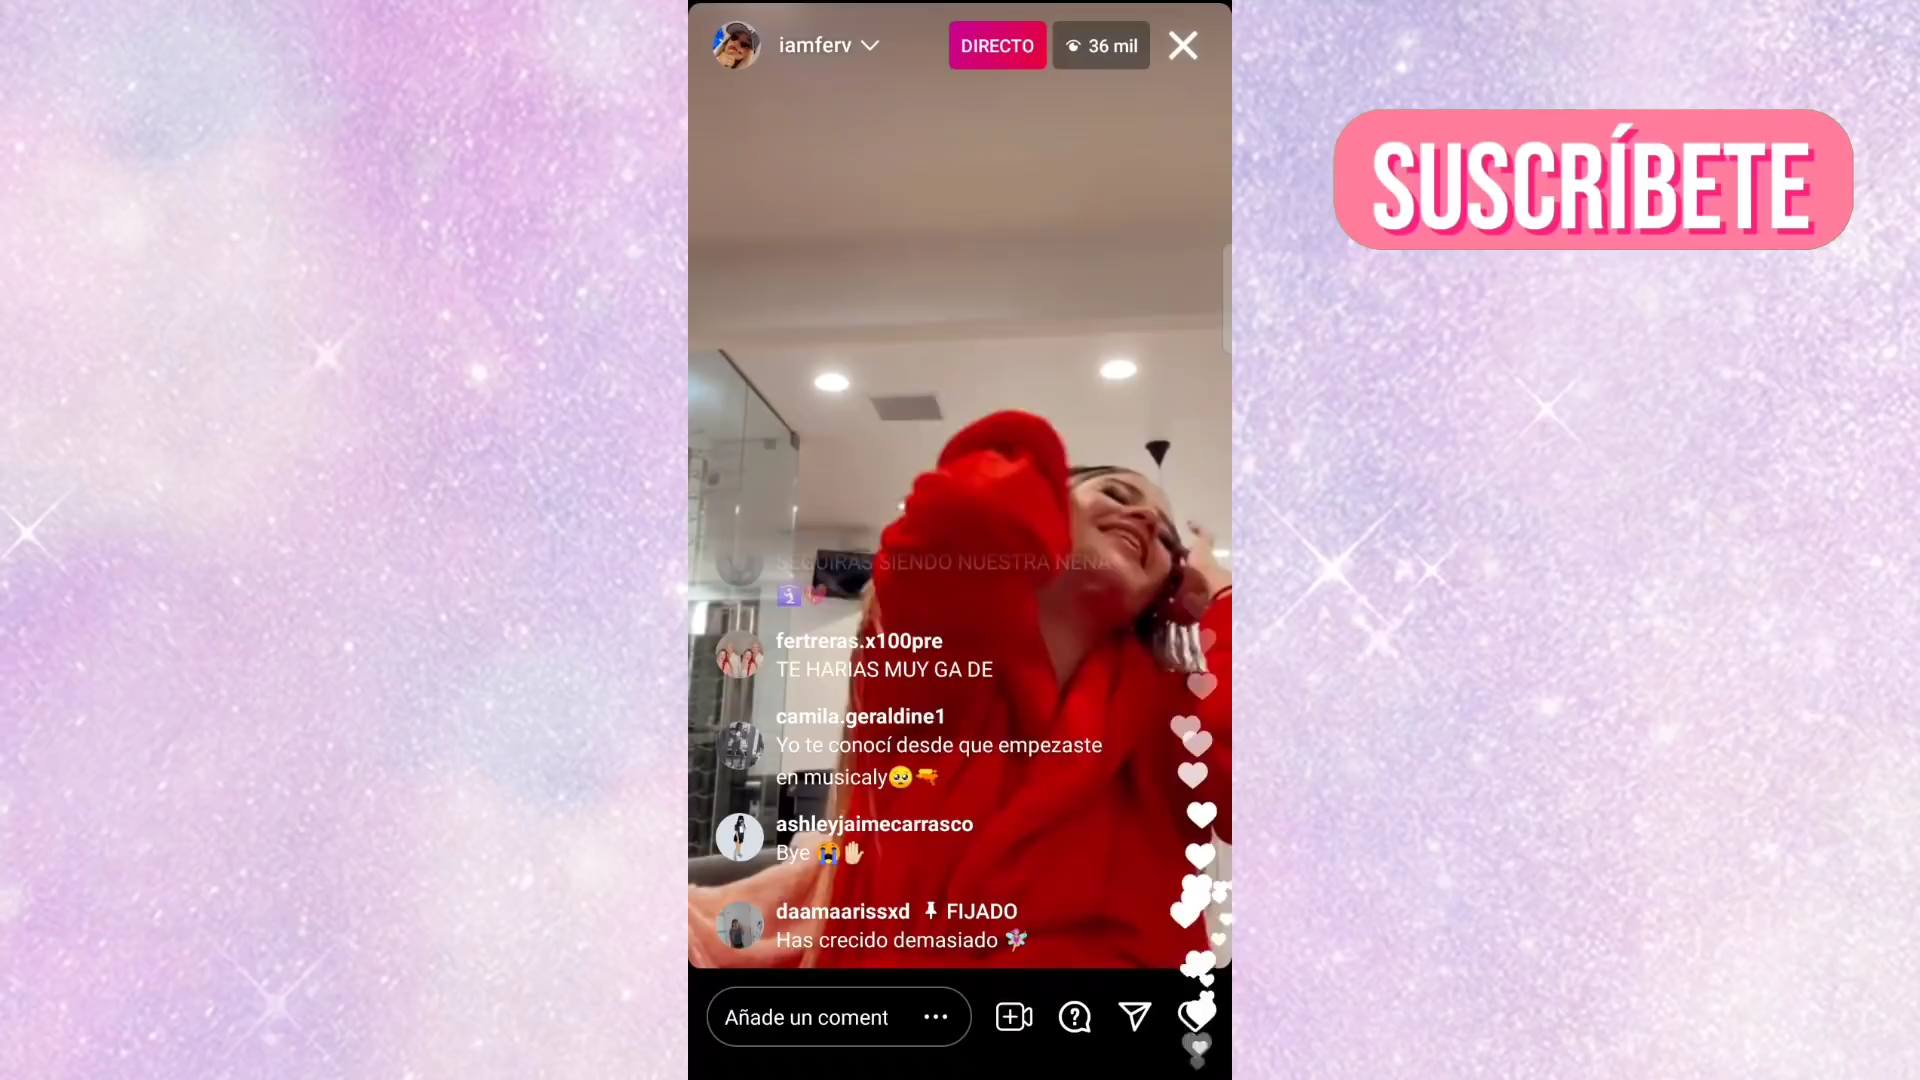 iamferv
DIRECTO
36 mil
SUSCRÍBETE
SEGUIRAS SIENDO NUESTRA NENA
fertreras.x100pre
TE HARIAS MUY GA DE
camila.geraldine1
Yo te conocí desde que empezaste
en musicaly🥺🔫
ashleyjaimecarrasco
Bye 😭✋🏻
daamaarissxd FIJADO
Has crecido demasiado 🧚🏻‍♀️
Añade un coment